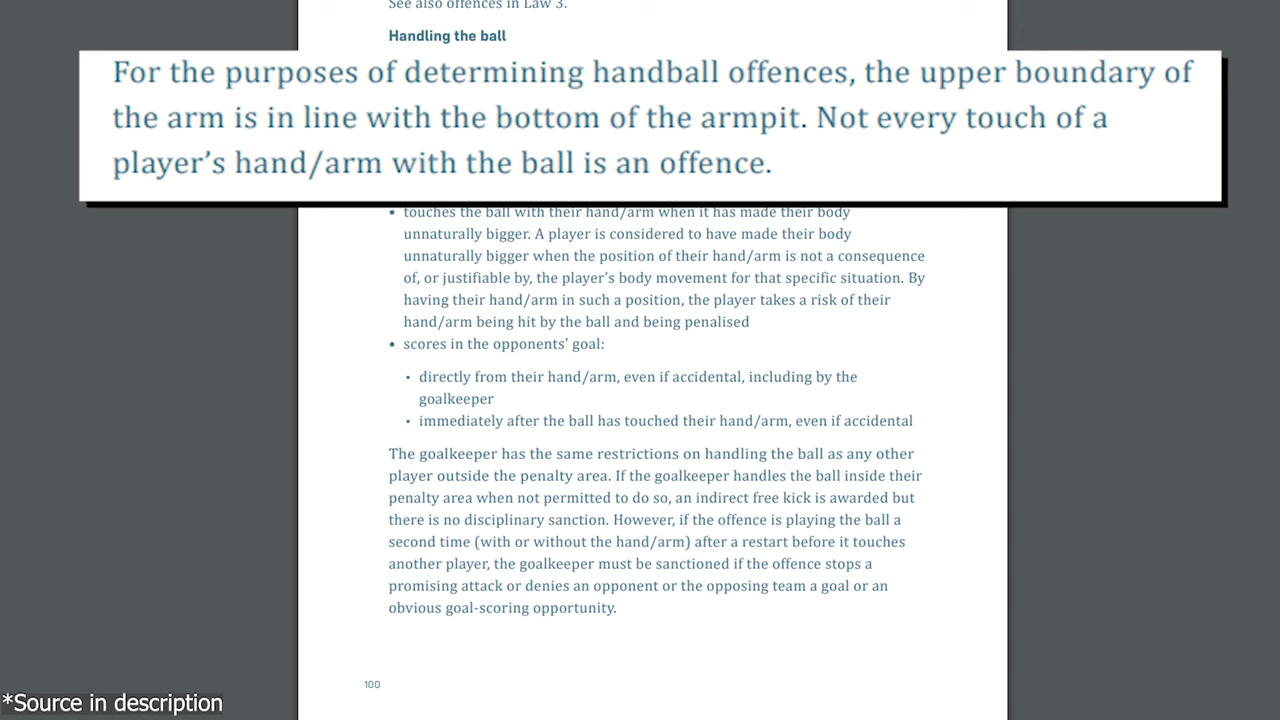 See also offences in Law 3.
Handling the ball
For the purposes of determining handball offences, the upper boundary of
the arm is in line with the bottom of the armpit. Not every touch of a
player’s hand/arm with the ball is an offence.
• touches the ball with their hand/arm when it has made their body
unnaturally bigger. A player is considered to have made their body
unnaturally bigger when the position of their hand/arm is not a consequence
of, or justifiable by, the player’s body movement for that specific situation. By
having their hand/arm in such a position, the player takes a risk of their
hand/arm being hit by the ball and being penalised
• scores in the opponents’ goal:
• directly from their hand/arm, even if accidental, including by the
goalkeeper
• immediately after the ball has touched their hand/arm, even if accidental
The goalkeeper has the same restrictions on handling the ball as any other
player outside the penalty area. If the goalkeeper handles the ball inside their
penalty area when not permitted to do so, an indirect free kick is awarded but
there is no disciplinary sanction. However, if the offence is playing the ball a
second time (with or without the hand/arm) after a restart before it touches
another player, the goalkeeper must be sanctioned if the offence stops a
promising attack or denies an opponent or the opposing team a goal or an
obvious goal-scoring opportunity.
100
*Source in description